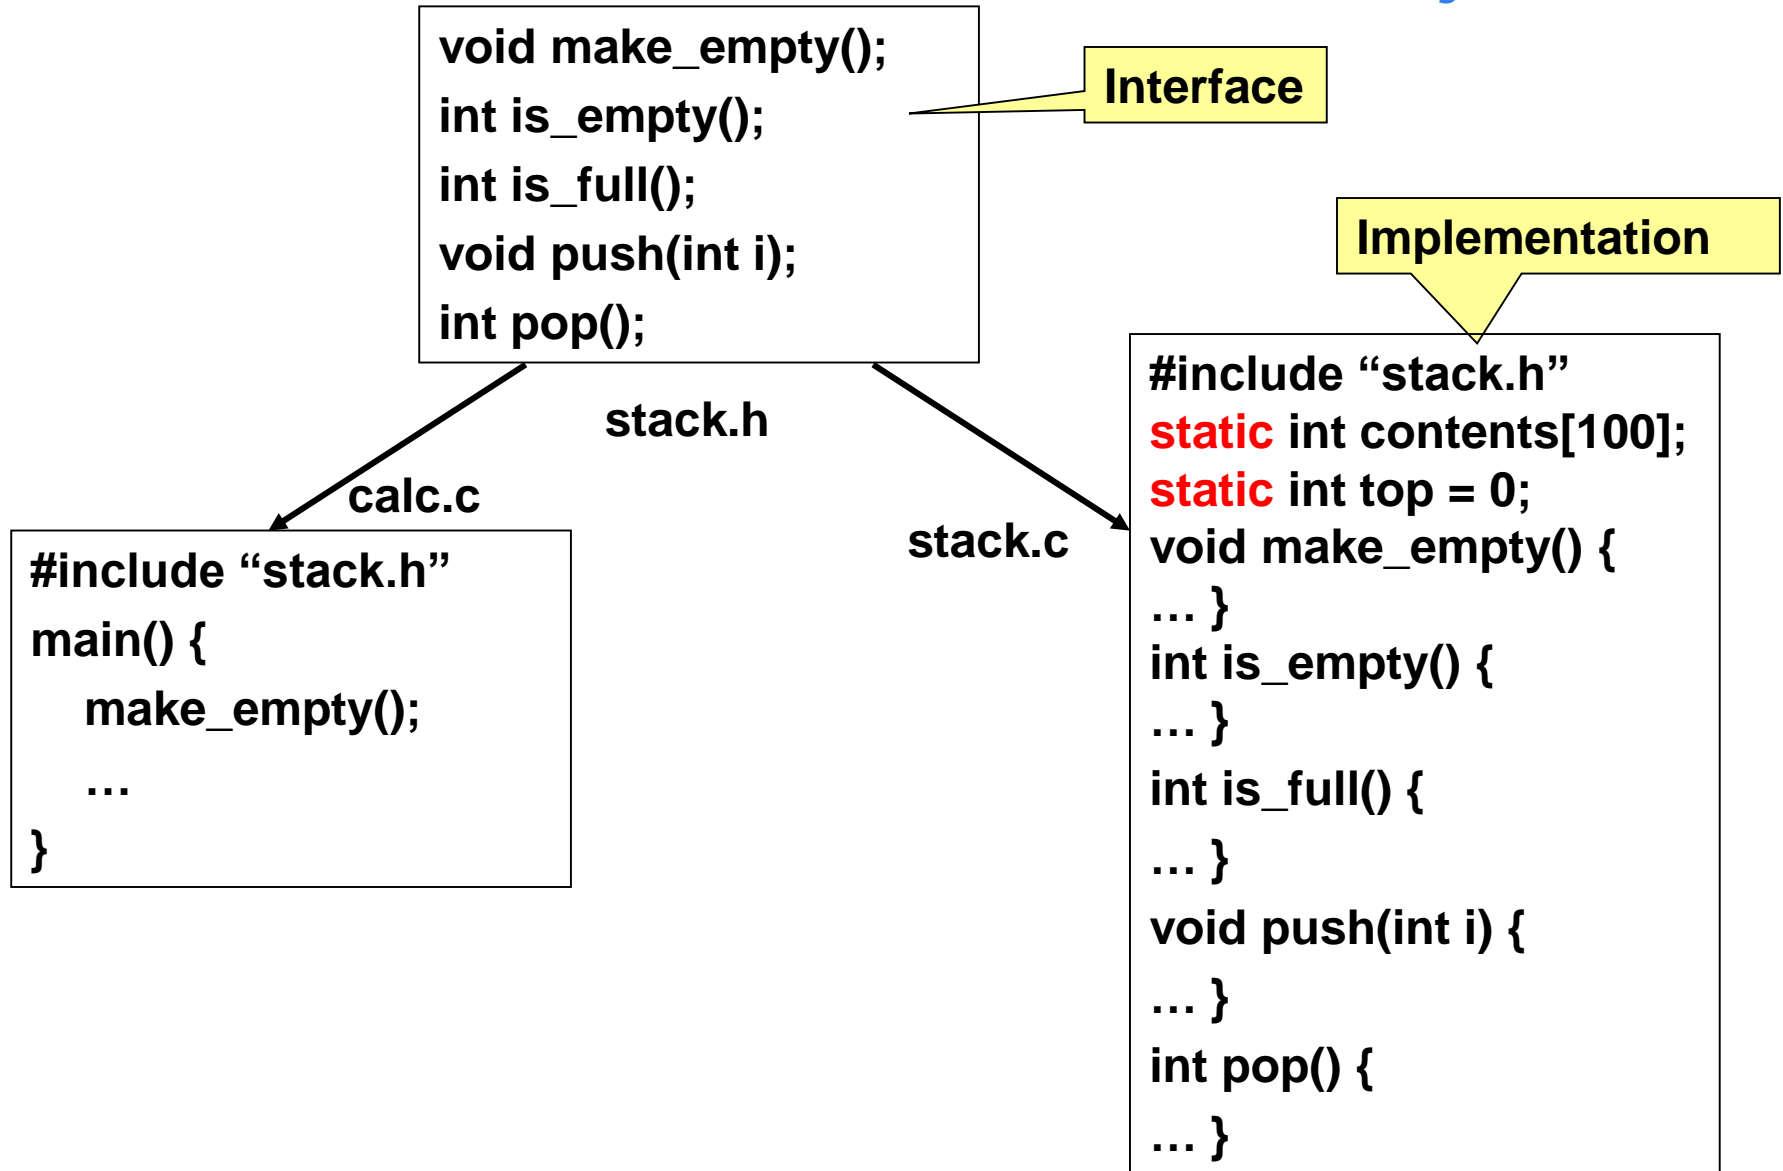 void make_empty();
int is_empty();
int is_full();
void push(int i);
int pop();
Interface
stack.h
calc.c
#include “stack.h”
main() {
make_empty();
…
}
Implementation
stack.c
#include “stack.h”
static int contents[100];
static int top = 0;
void make_empty() {
… }
int is_empty() {
… }
int is_full() {
… }
void push(int i) {
… }
int pop() {
… }